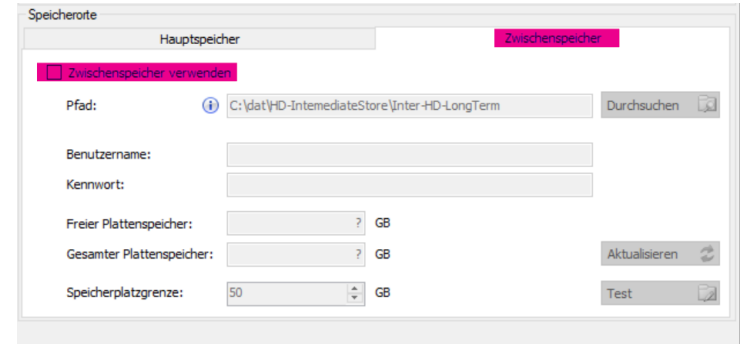 Speicherorte
Hauptspeicher Zwischenspeicher
Zwischenspeicher verwenden
Pfad: C:\dat\HD-IntemediateStore\Inter-HD-LongTerm Durchsuchen
Benutzername:
Kennwort:
Freier Plattenspeicher: ? GB
Gesamter Plattenspeicher: ? GB Aktualisieren
Speicherplatzgrenze: 50 GB Test